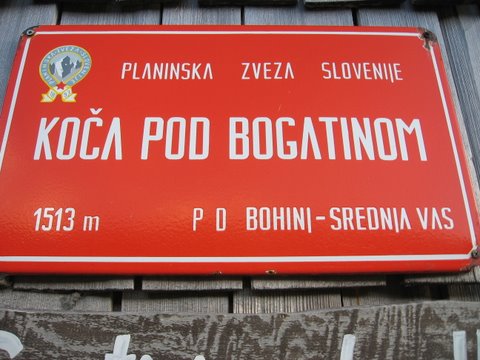 PLANINSKA ZVEZA SLOVENIJE
KOČA POD BOGATINOM
1513 m P D BOHINJ - SREDNJA VAS